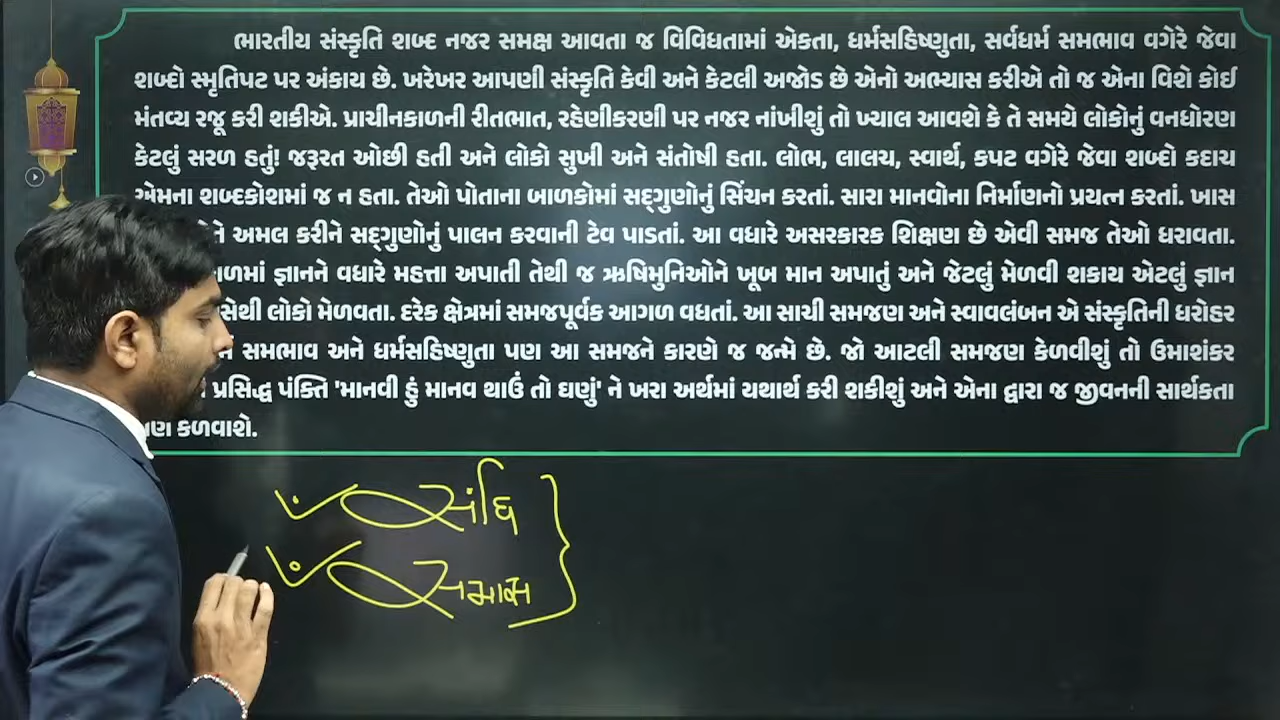 ભારતીય સંસ્કૃતિ શબ્દ નજર સમક્ષ આવતા જ વિવિધતામાં એકતા, ધર્મસહિષ્ણુતા, સર્વધર્મ સમભાવ વગેરે જેવા
શબ્દો સ્મૃતિપટ પર અંકાય છે. ખરેખર આપણી સંસ્કૃતિ કેવી અને કેટલી અજોડ છે એનો અભ્યાસ કરીએ તો જ એના વિશે કોઈ
મંતવ્ય રજૂ કરી શકીએ. પ્રાચીનકાળની રીતભાત, રહેણીકરણી પર નજર નાંખીશું તો ખ્યાલ આવશે કે તે સમયે લોકોનું વનધોરણ
કેટલું સરળ હતું! જરૂરત ઓછી હતી અને લોકો સુખી અને સંતોષી હતા. લોભ, લાલચ, સ્વાર્થ, કપટ વગેરે જેવા શબ્દો કદાચ
એમના શબ્દકોશમાં જ ન હતા. તેઓ પોતાના બાળકોમાં સદ્‌ગુણોનું સિંચન કરતાં. સારા માનવોના નિર્માણનો પ્રયત્ન કરતાં. ખાસ
અમલ કરીને સદ્‌ગુણોનું પાલન કરવાની ટેવ પાડતાં. આ વધારે અસરકારક શિક્ષણ છે એવી સમજ તેઓ ધરાવતા.
જ્ઞાનને વધારે મહત્તા અપાતી તેથી જ ઋષિમુનિઓને ખૂબ માન અપાતું અને જેટલું મેળવી શકાય એટલું જ્ઞાન
લોકો મેળવતા. દરેક ક્ષેત્રમાં સમજપૂર્વક આગળ વધતાં. આ સાચી સમજણ અને સ્વાવલંબન એ સંસ્કૃતિની ધરોહર
સમભાવ અને ધર્મસહિષ્ણુતા પણ આ સમજને કારણે જ જન્મે છે. જો આટલી સમજણ કેળવીશું તો ઉમાશંકર
પ્રસિદ્ધ પંક્તિ 'માનવી હું માનવ થાઉં તો ઘણું' ને ખરા અર્થમાં યથાર્થ કરી શકીશું અને એના દ્વારા જ જીવનની સાર્થકતા
કળવાશે.
સંધિ
સમાસ